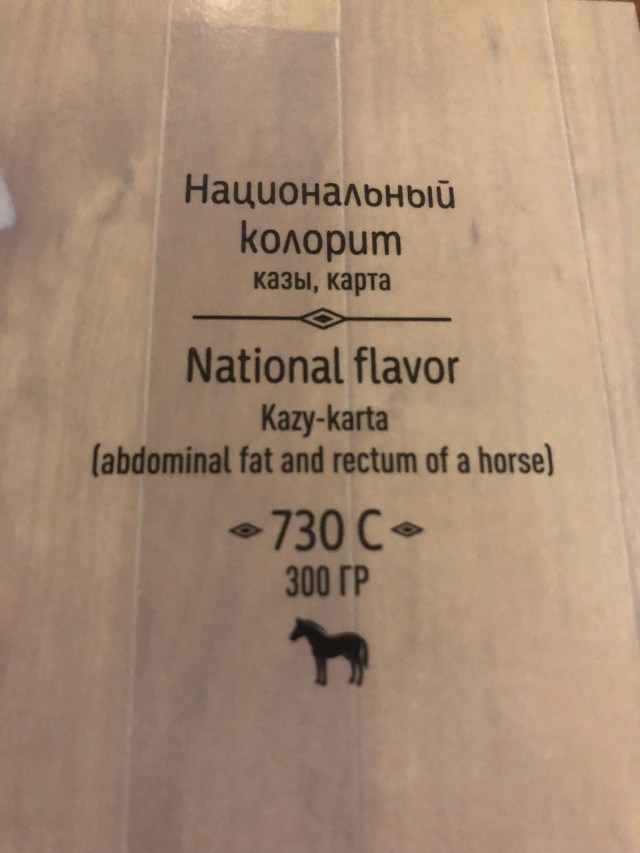 Национальный
колорит
казы, карта
National flavor
Kazy-karta
(abdominal fat and rectum of a horse)
730 С
300 ГР